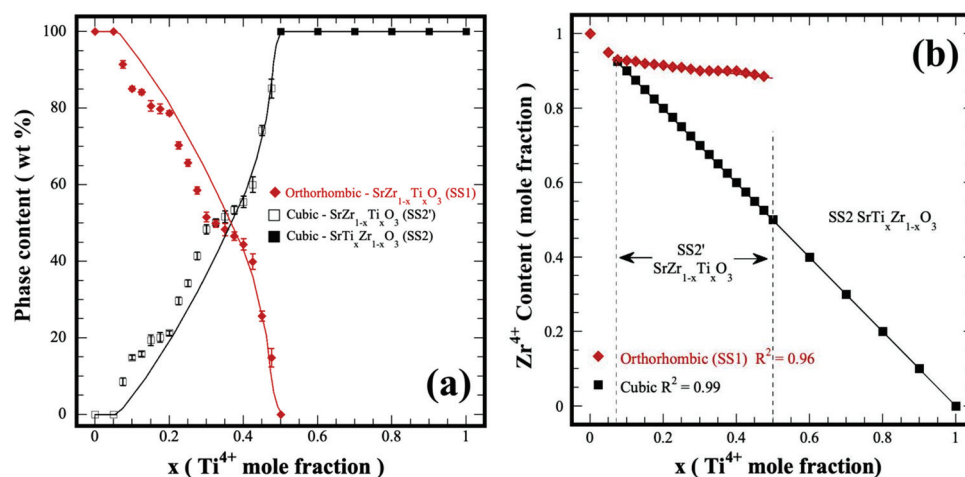 100
80
60
40
20
0
0
0.2
0.4
0.6
0.8
1
Phase content ( wt %)
x ( Ti4+ mole fraction)
Orthorhombic - SrZr1-xTixO3 (SS1)
Cubic - SrZr1-xTixO3 (SS2')
Cubic - SrTixZr1-xO3 (SS2)
(a)
1
0.8
0.6
0.4
0.2
0
0
0.2
0.4
0.6
0.8
1
Zr4+ Content ( mole fraction)
x ( Ti4+ mole fraction)
(b)
SS2 SrTixZr1-xO3
SS2'
SrZr1-xTixO3
Orthorhombic (SS1) R2 = 0.96
Cubic R2 = 0.99